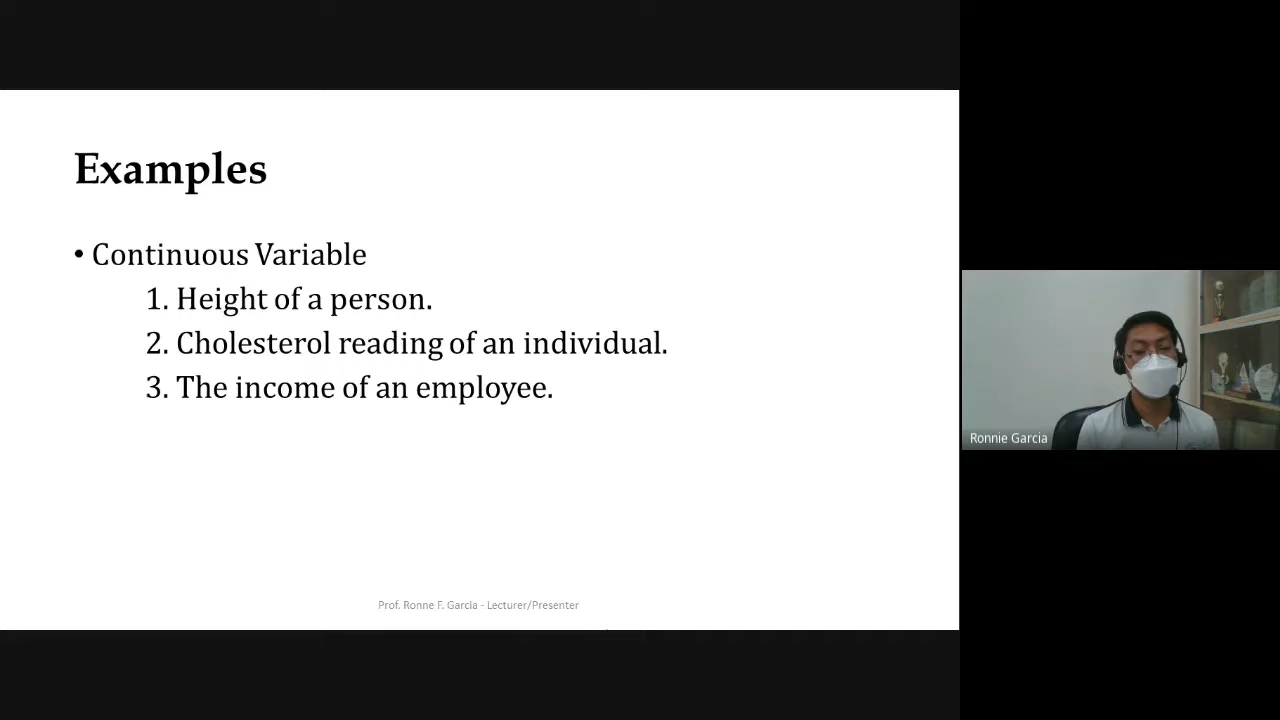 Examples
• Continuous Variable
1. Height of a person.
2. Cholesterol reading of an individual.
3. The income of an employee.
Prof. Ronne F. Garcia - Lecturer/Presenter
Ronnie Garcia